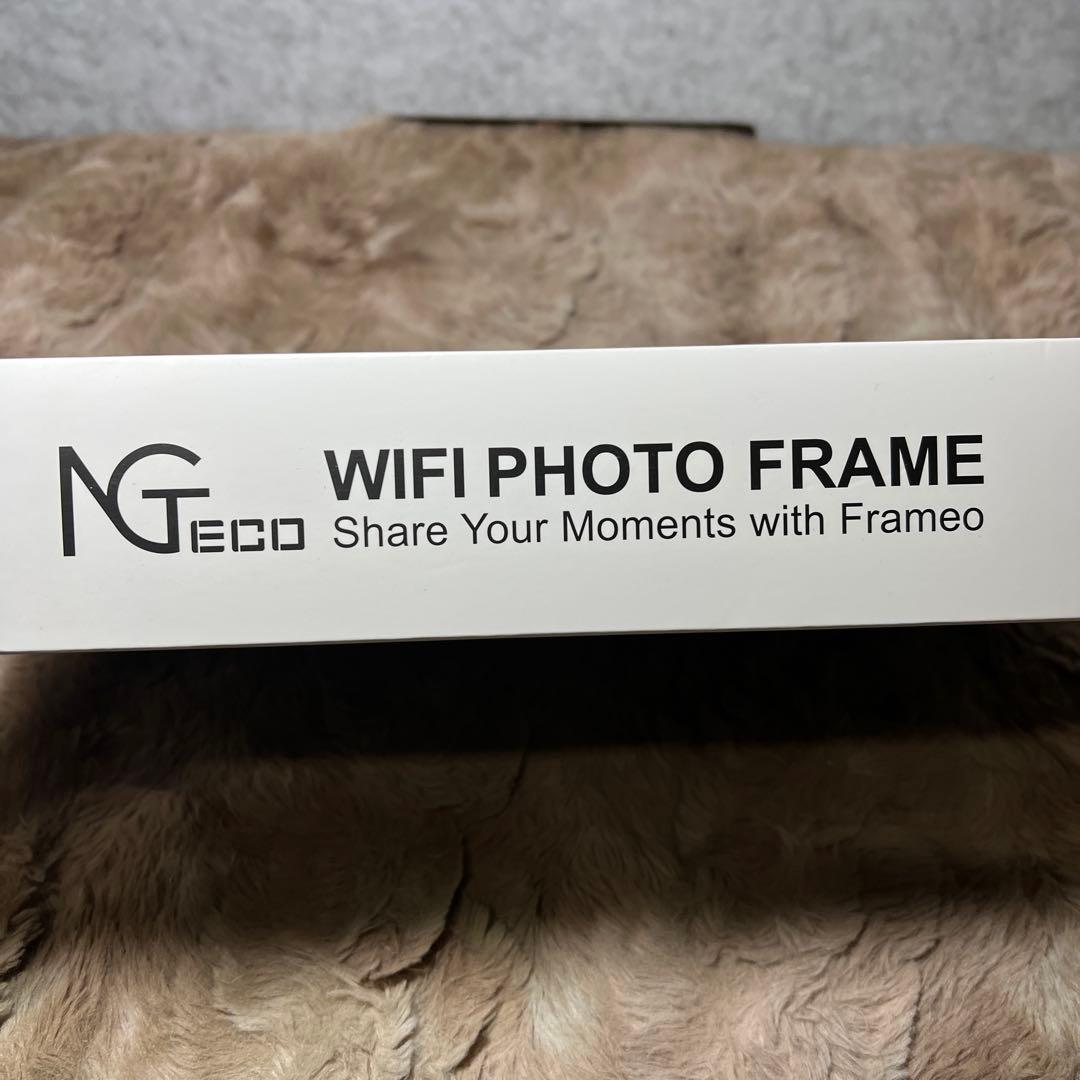 NGTECO
WIFI PHOTO FRAME
Share Your Moments with Frameo